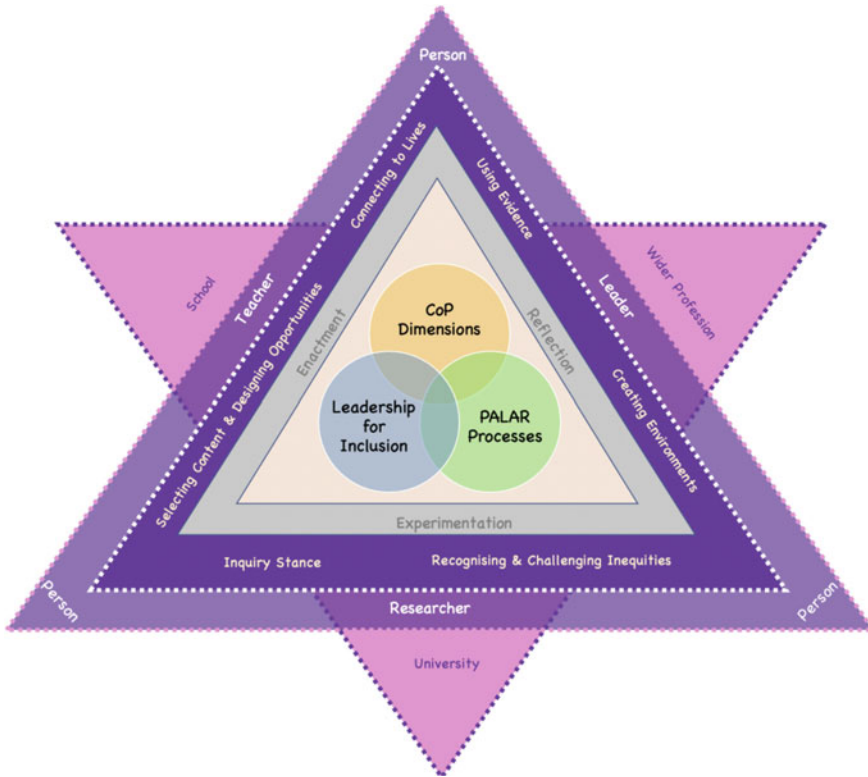 Person
Connecting to Lives
Using Evidence
School
Teacher
Leader
Wider Profession
Selecting Content & Designing Opportunities
Enactment
Reflection
CoP
Dimensions
Leadership
for
Inclusion
PALAR
Processes
Creating Environments
Experimentation
Inquiry Stance
Recognising & Challenging Inequities
Person
Researcher
Person
University